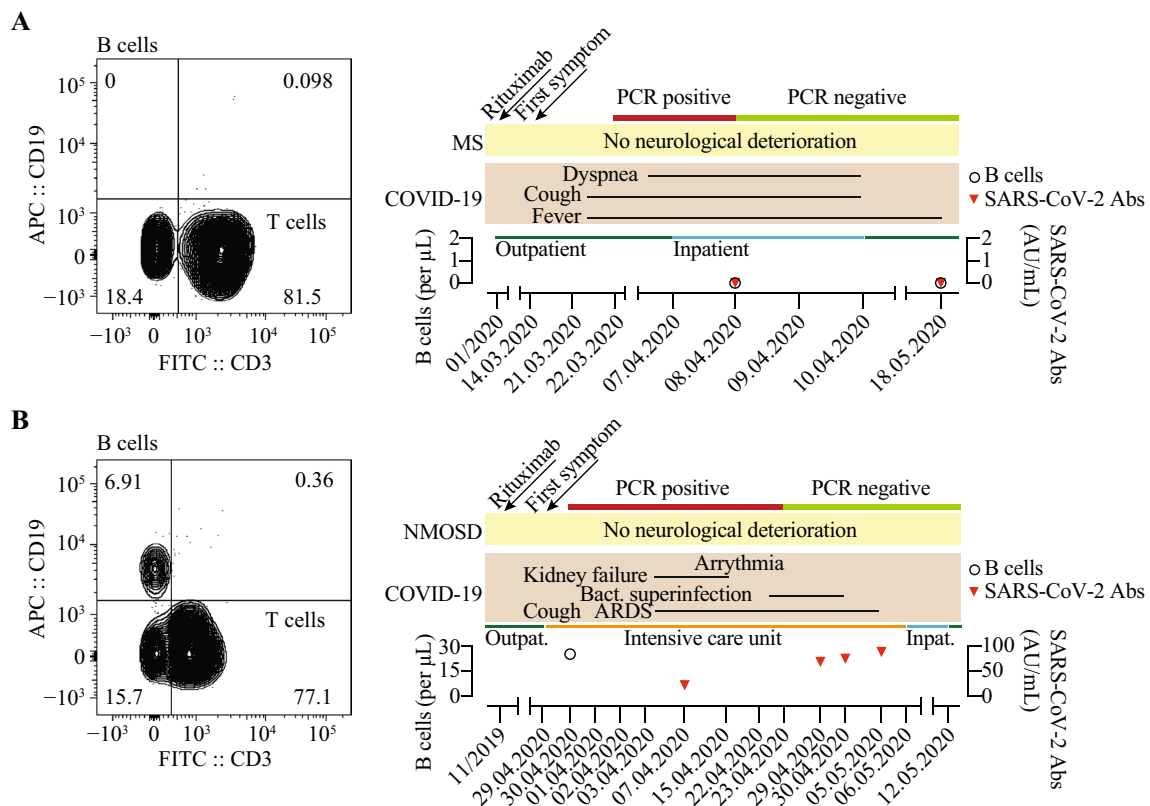 A
B cells
0
0.098
10⁵
10⁴
10³
0
−10³
APC :: CD19
T cells
18.4
81.5
−10³
0
10³
10⁴
10⁵
FITC :: CD3
Rituximab
First symptom
PCR positive
PCR negative
MS
No neurological deterioration
COVID-19
Dyspnea
Cough
Fever
B cells
SARS-CoV-2 Abs
Outpatient
Inpatient
B cells (per µL)
2
1
0
2
1
0
SARS-CoV-2 Abs
(AU/mL)
01/2020
14.03.2020
21.03.2020
22.03.2020
07.04.2020
08.04.2020
09.04.2020
10.04.2020
18.05.2020
B
B cells
6.91
0.36
10⁵
10⁴
10³
0
−10³
APC :: CD19
T cells
15.7
77.1
−10³
0
10³
10⁴
10⁵
FITC :: CD3
Rituximab
First symptom
PCR positive
PCR negative
NMOSD
No neurological deterioration
COVID-19
Arrythmia
Kidney failure
Bact. superinfection
Cough
ARDS
B cells
SARS-CoV-2 Abs
Outpat.
Intensive care unit
Inpat.
B cells (per µL)
30
15
0
100
50
0
SARS-CoV-2 Abs
(AU/mL)
11/2019
29.04.2020
30.04.2020
01.04.2020
02.04.2020
03.04.2020
07.04.2020
15.04.2020
22.04.2020
23.04.2020
29.04.2020
30.04.2020
05.05.2020
06.05.2020
12.05.2020